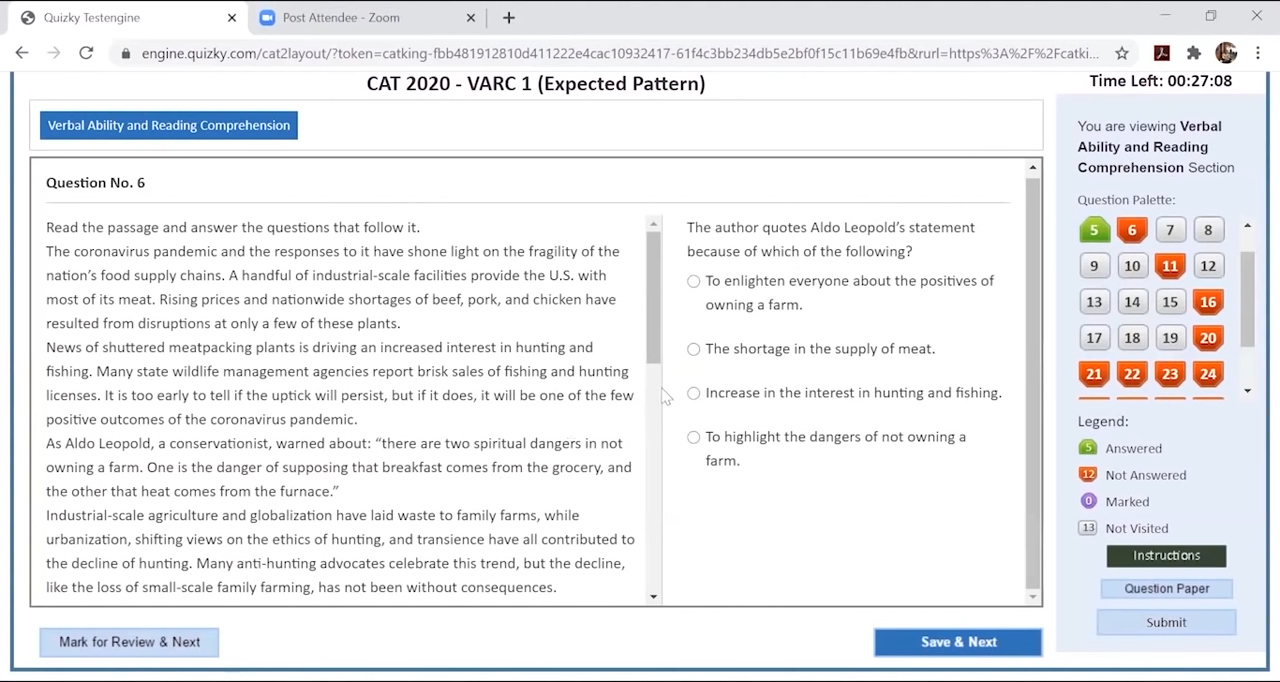 Quizky Testengine
Post Attendee - Zoom
engine.quizky.com/cat2layout/?token=catking-fbb481912810d411222e4cac10932417-61f4c3bb234db5e2bf0f15c11b69e4fb&rurl=https%3A%2F%2Fcatki...
CAT 2020 - VARC 1 (Expected Pattern)
Time Left: 00:27:08
Verbal Ability and Reading Comprehension
Question No. 6
Read the passage and answer the questions that follow it.
The coronavirus pandemic and the responses to it have shone light on the fragility of the
nation's food supply chains. A handful of industrial-scale facilities provide the U.S. with
most of its meat. Rising prices and nationwide shortages of beef, pork, and chicken have
resulted from disruptions at only a few of these plants.
News of shuttered meatpacking plants is driving an increased interest in hunting and
fishing. Many state wildlife management agencies report brisk sales of fishing and hunting
licenses. It is too early to tell if the uptick will persist, but if it does, it will be one of the few
positive outcomes of the coronavirus pandemic.
As Aldo Leopold, a conservationist, warned about: "there are two spiritual dangers in not
owning a farm. One is the danger of supposing that breakfast comes from the grocery, and
the other that heat comes from the furnace."
Industrial-scale agriculture and globalization have laid waste to family farms, while
urbanization, shifting views on the ethics of hunting, and transience have all contributed to
the decline of hunting. Many anti-hunting advocates celebrate this trend, but the decline,
like the loss of small-scale family farming, has not been without consequences.
The author quotes Aldo Leopold's statement
because of which of the following?
To enlighten everyone about the positives of
owning a farm.
The shortage in the supply of meat.
Increase in the interest in hunting and fishing.
To highlight the dangers of not owning a
farm.
You are viewing Verbal
Ability and Reading
Comprehension Section
Question Palette:
5 6 7 8
9 10 11 12
13 14 15 16
17 18 19 20
21 22 23 24
Legend:
5 Answered
12 Not Answered
0 Marked
13 Not Visited
Instructions
Question Paper
Submit
Mark for Review & Next
Save & Next